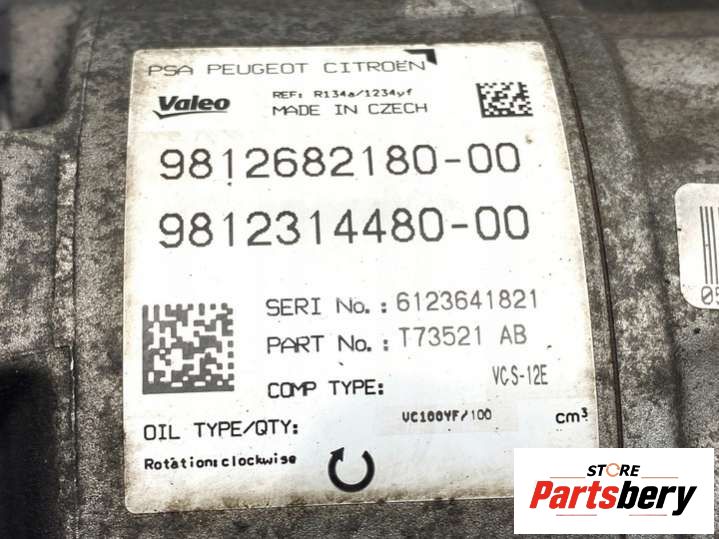 PSA PEUGEOT CITROËN
Valeo
REF: R134a/1234yf
MADE IN CZECH
9812682180-00
9812314480-00
SERI No.: 6123641821
PART No.: T73521 AB
COMP TYPE: VCS-12E
OIL TYPE/QTY: VC100YF/100 cm³
Rotation:clockwise
05
STORE
Partsbery